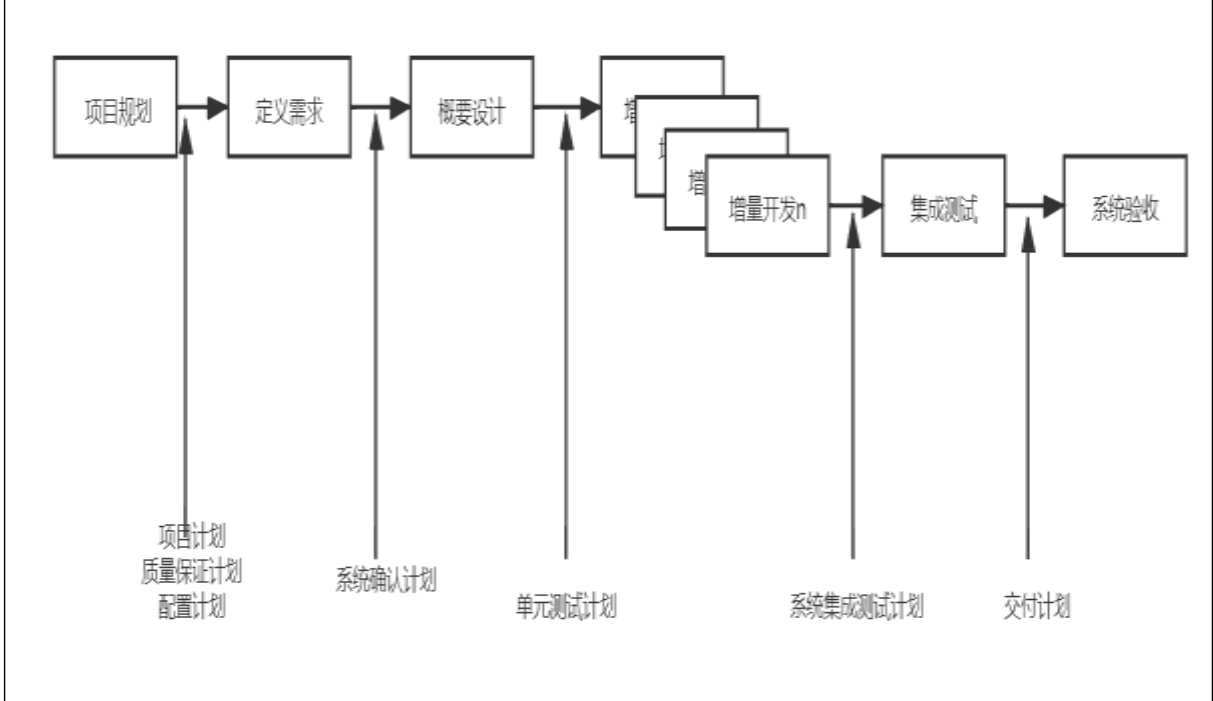 项目规划
定义需求
概要设计
增
增
增量开发n
集成测试。
系统验收
项目计划
质量保证计划
配置计划
系统确认计划
单元测试计划
系统集成测试计划
交付计划